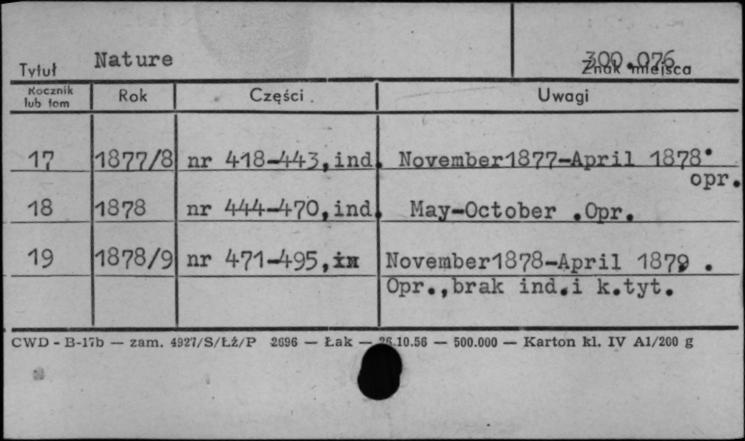 Tytuł Nature 300.076 Znak miejsca
Rocznik lub tom Rok Części Uwagi
17 1877/8 nr 418-443,ind. November1877-April 1878.
opr.
18 1878 nr 444-470,ind. May-October .Opr.
19 1878/9 nr 471-495, November1878-April 1879 .
Opr.,brak ind.i k.tyt.
CWD - B-17b — zam. 4927/S/Łź/P 2696 — Łak — 26.10.56 — 500.000 — Karton kl. IV A1/200 g